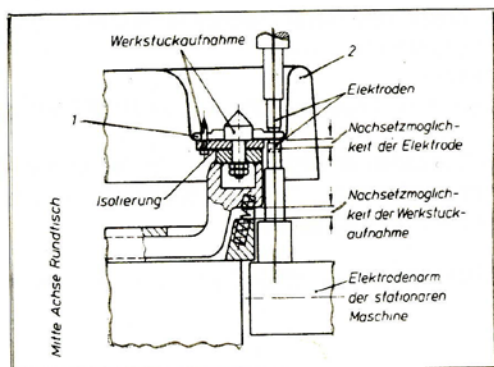 Werkstuckaufnahme
2
Elektroden
1
Nachsetzmoglich-
keit der Elektrode
Isolierung
Nachsetzmoglich-
keit der Werkstuck-
aufnahme
Elektrodenarm
der stationaren
Maschine
Mitte Achse Rundtisch